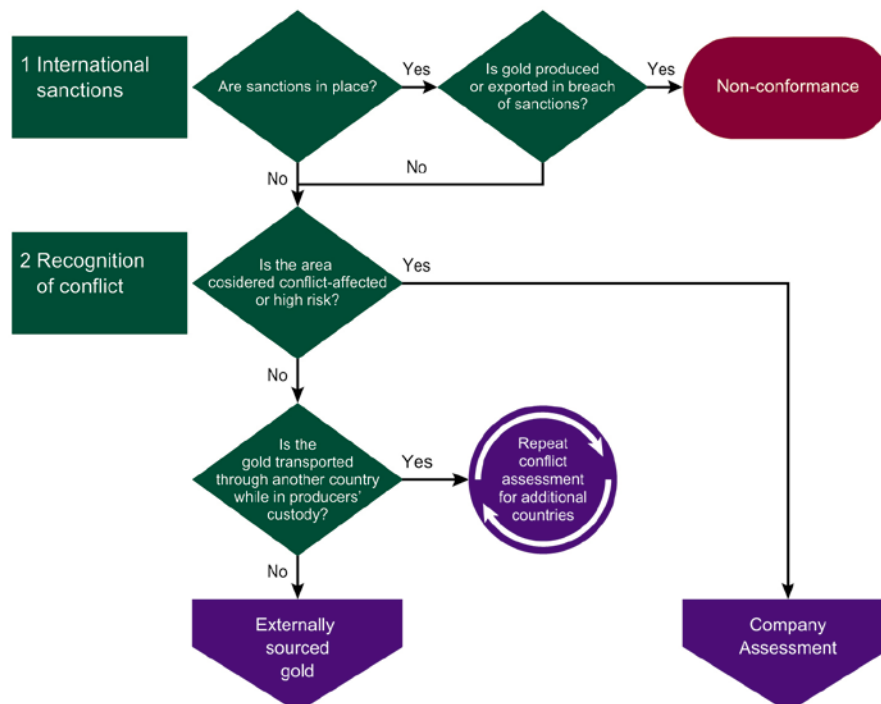 1 International
sanctions
Are sanctions in place?
Yes
Is gold produced
or exported in breach
of sanctions?
Yes
Non-conformance
No
No
2 Recognition
of conflict
Is the area
cosidered conflict-affected
or high risk?
Yes
No
Is the
gold transported
through another country
while in producers'
custody?
Yes
Repeat
conflict
assessment
for additional
countries
No
Externally
sourced
gold
Company
Assessment